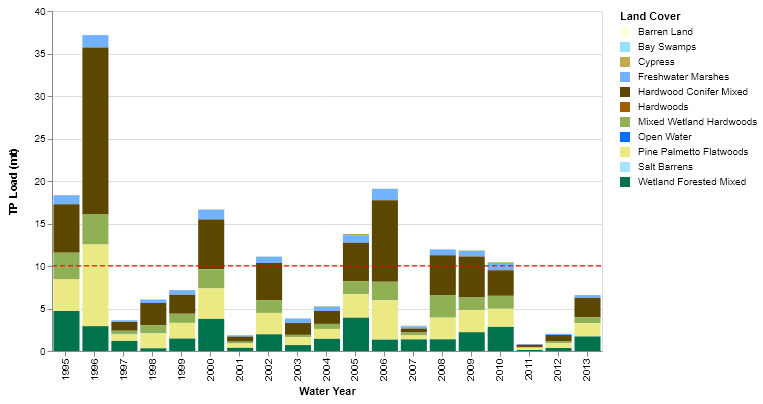 40
35
30
25
20
15
10
5
0
TP Load (mt)
1995
1996
1997
1998
1999
2000
2001
2002
2003
2004
2005
2006
2007
2008
2009
2010
2011
2012
2013
Water Year
Land Cover
Barren Land
Bay Swamps
Cypress
Freshwater Marshes
Hardwood Conifer Mixed
Hardwoods
Mixed Wetland Hardwoods
Open Water
Pine Palmetto Flatwoods
Salt Barrens
Wetland Forested Mixed